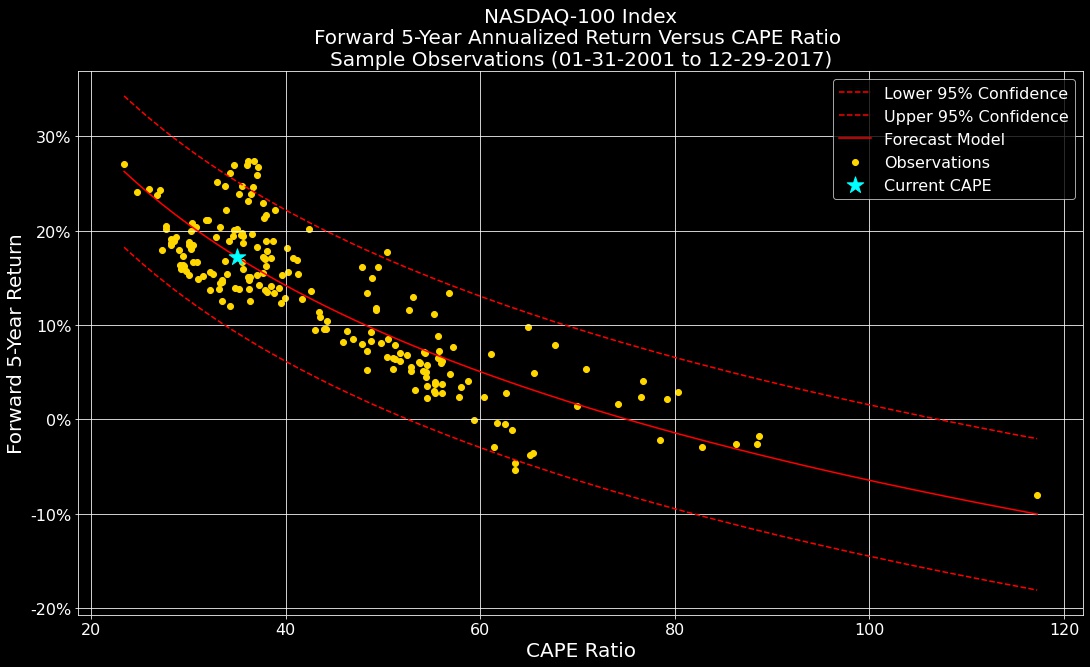 NASDAQ-100 Index
Forward 5-Year Annualized Return Versus CAPE Ratio
Sample Observations (01-31-2001 to 12-29-2017)
Lower 95% Confidence
Upper 95% Confidence
Forecast Model
Observations
Current CAPE
Forward 5-Year Return
30%
20%
10%
0%
-10%
-20%
20 40 60 80 100 120
CAPE Ratio